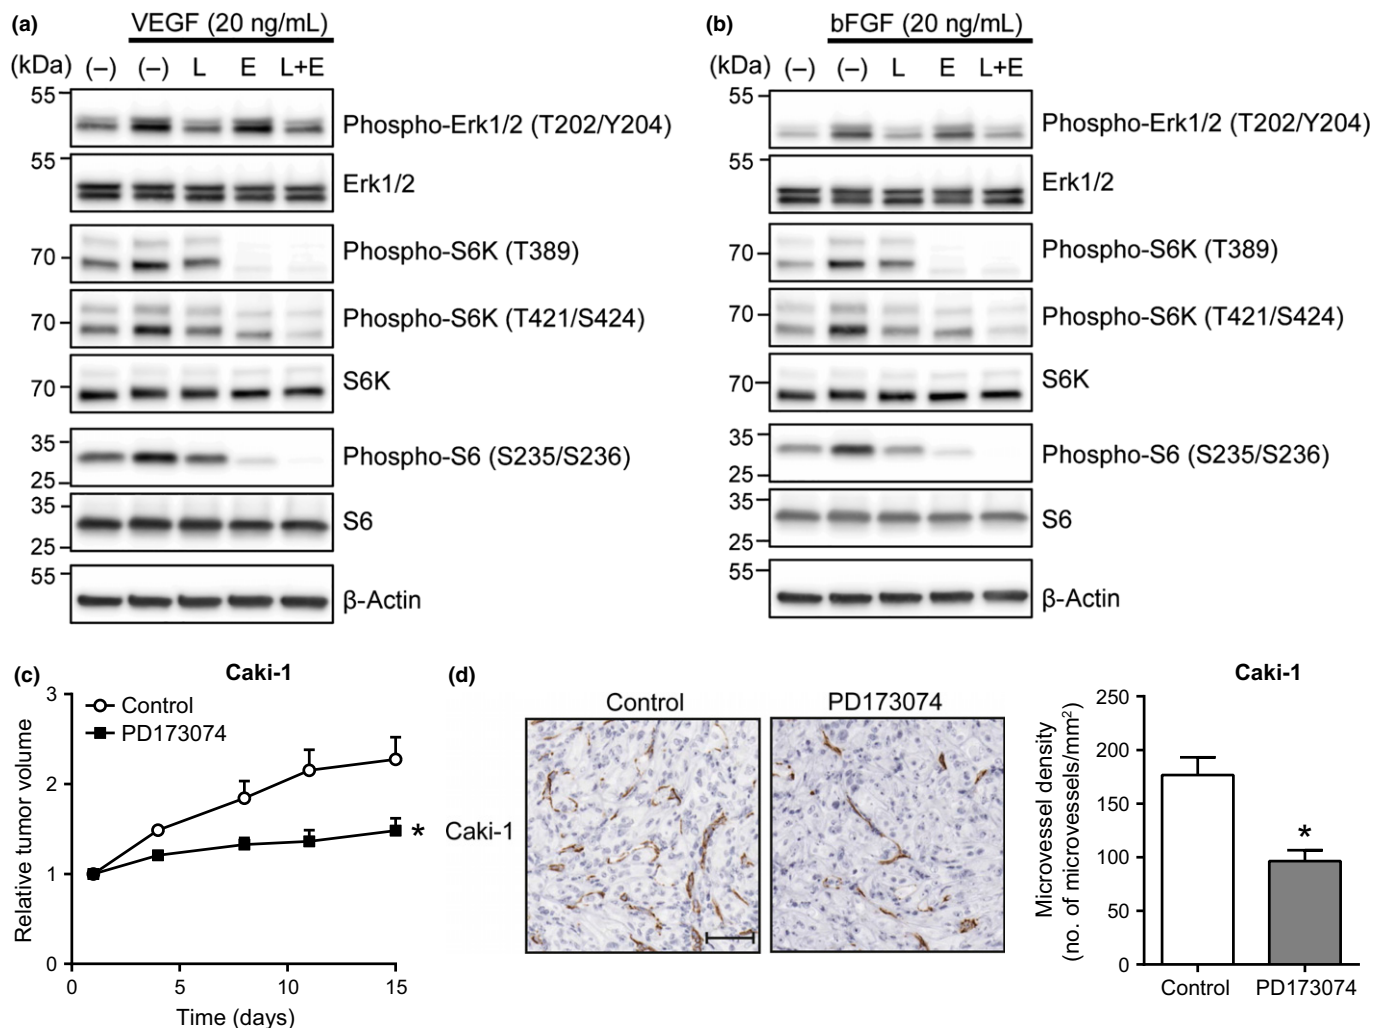 (a)
VEGF (20 ng/mL)
(kDa) (–) (–) L E L+E
55
Phospho-Erk1/2 (T202/Y204)
55
Erk1/2
70
Phospho-S6K (T389)
70
Phospho-S6K (T421/S424)
70
S6K
35
Phospho-S6 (S235/S236)
25
35
S6
25
55
β-Actin
(b)
bFGF (20 ng/mL)
(kDa) (–) (–) L E L+E
55
Phospho-Erk1/2 (T202/Y204)
55
Erk1/2
70
Phospho-S6K (T389)
70
Phospho-S6K (T421/S424)
70
S6K
35
Phospho-S6 (S235/S236)
25
35
S6
25
55
β-Actin
(c)
Caki-1
Control
PD173074
Relative tumor volume
3
2
1
0
*
0 5 10 15
Time (days)
(d)
Control PD173074
Caki-1
Caki-1
Microvessel density
(no. of microvessels/mm²)
250
200
150
100
50
0
*
Control PD173074